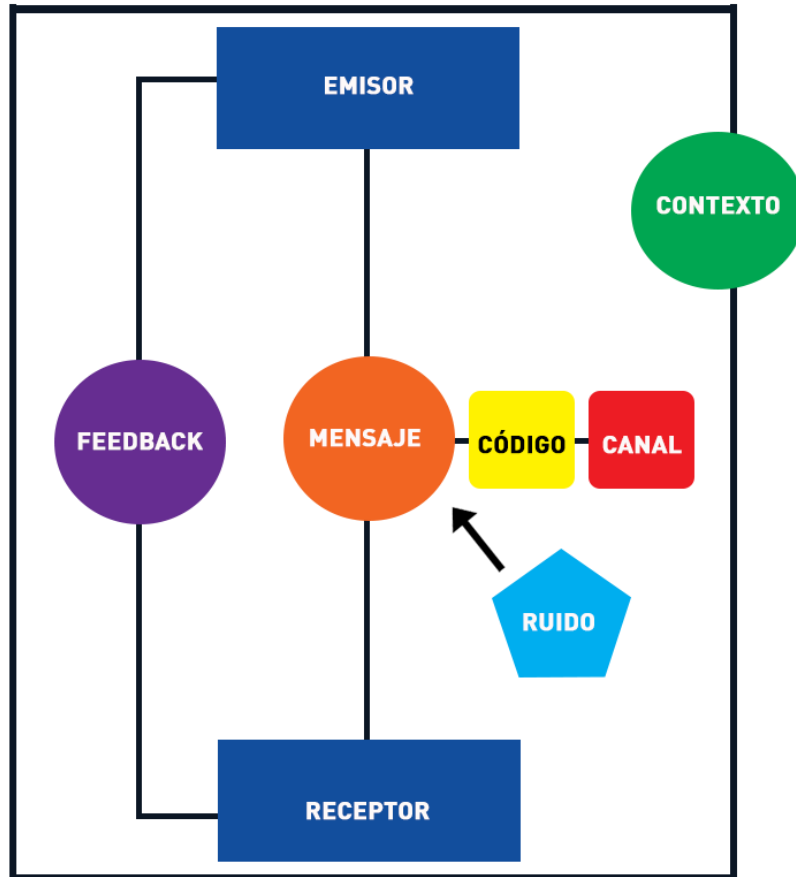 EMISOR
CONTEXTO
FEEDBACK
MENSAJE
CÓDIGO
CANAL
RUIDO
RECEPTOR